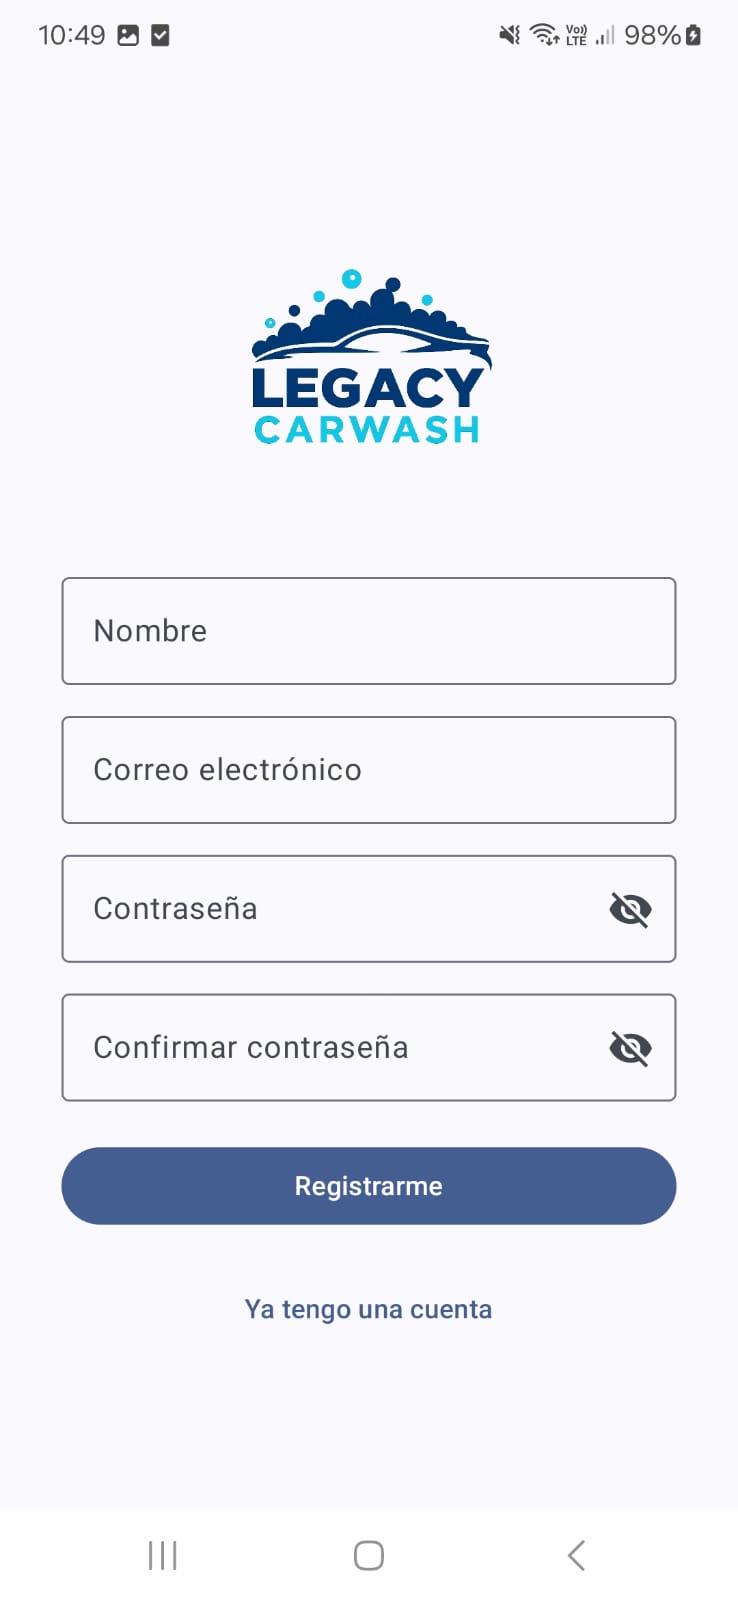 10:49 98%
Vo))
LTE
LEGACY
CARWASH
Nombre
Correo electrónico
Contraseña
Confirmar contraseña
Registrarme
Ya tengo una cuenta